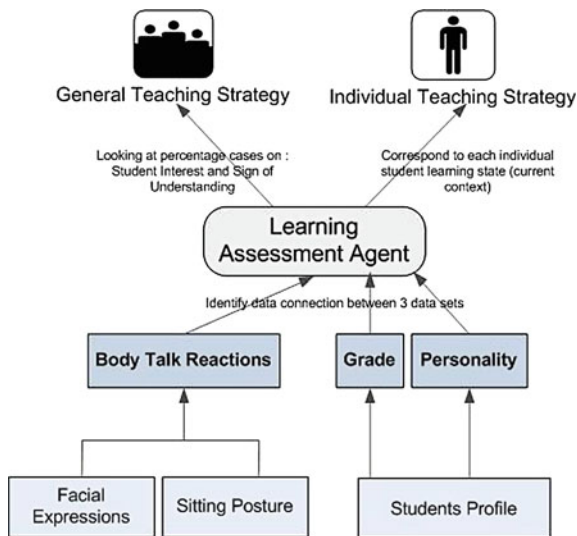 General Teaching Strategy
Individual Teaching Strategy
Looking at percentage cases on :
Student Interest and Sign of
Understanding
Correspond to each individual
student learning state (current
context)
Learning
Assessment Agent
Identify data connection between 3 data sets
Body Talk Reactions
Grade
Personality
Facial
Expressions
Sitting Posture
Students Profile